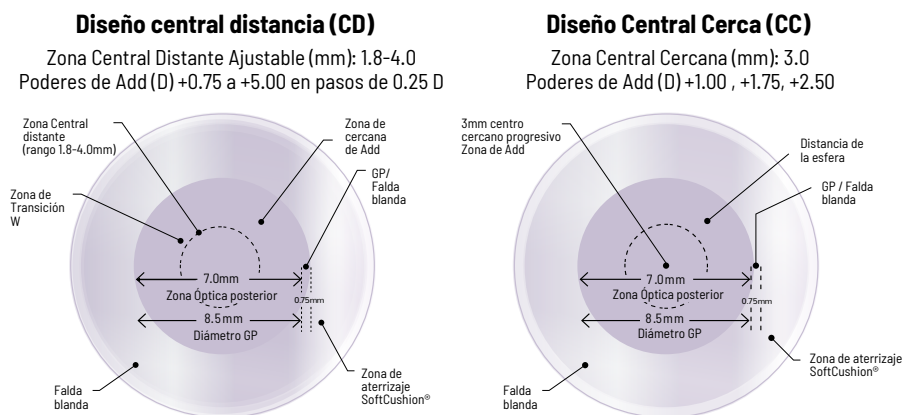 Diseño central distancia (CD)
Zona Central Distante Ajustable (mm): 1.8-4.0
Poderes de Add (D) +0.75 a +5.00 en pasos de 0.25 D
Zona Central
distante
(rango 1.8-4.0mm)
Zona de
cercana
de Add
GP/
Falda
blanda
Zona de
Transición
W
7.0mm
Zona Óptica posterior
0.75mm
8.5mm
Diámetro GP
Falda
blanda
Zona de
aterrizaje
SoftCushion®
Diseño Central Cerca (CC)
Zona Central Cercana (mm): 3.0
Poderes de Add (D) +1.00 , +1.75, +2.50
3mm centro
cercano progresivo
Zona de Add
Distancia de
la esfera
GP / Falda
blanda
7.0mm
Zona Óptica posterior
0.75mm
8.5mm
Diámetro GP
Falda
blanda
Zona de aterrizaje
SoftCushion®